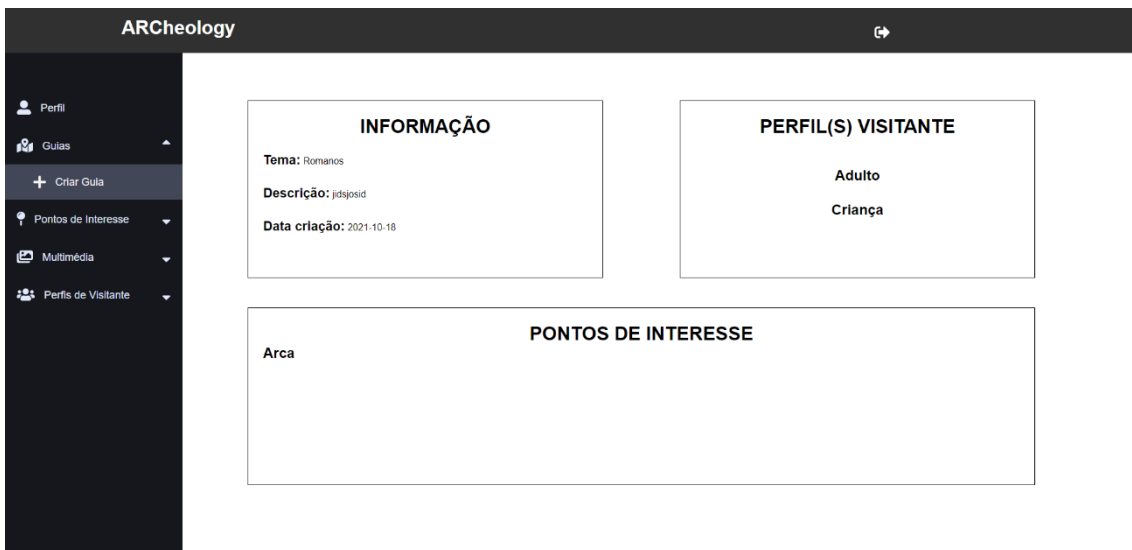 ARCheology
Perfil
Guias
Criar Guia
Pontos de Interesse
Multimédia
Perfis de Visitante
INFORMAÇÃO
Tema: Romanos
Descrição: jidsjosid
Data criação: 2021-10-18
PERFIL(S) VISITANTE
Adulto
Criança
PONTOS DE INTERESSE
Arca